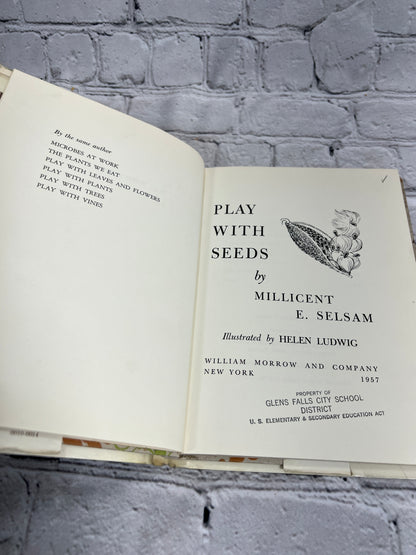 By the same author
MICROBES AT WORK
THE PLANTS WE EAT
PLAY WITH LEAVES AND FLOWERS
PLAY WITH PLANTS
PLAY WITH TREES
PLAY WITH VINES
0010-0014
PLAY
WITH
SEEDS
by
MILLICENT
E. SELSAM
Illustrated by HELEN LUDWIG
WILLIAM MORROW AND COMPANY
NEW YORK 1957
PROPERTY OF
GLENS FALLS CITY SCHOOL
DISTRICT
U. S. ELEMENTARY & SECONDARY EDUCATION ACT